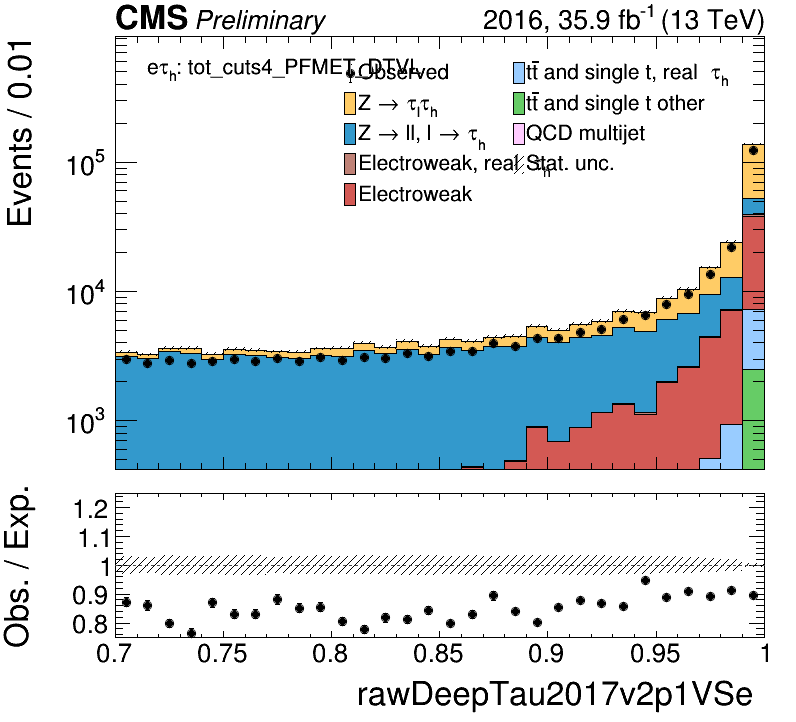 CMS Preliminary 2016, 35.9 fb⁻¹ (13 TeV)
Events / 0.01
eτₕ: tot_cuts4_PFMET_DTVL
Observed
Z → τₗτₕ
Z → ll, l → τₕ
Electroweak, real τₕ
Electroweak
tt̅ and single t, real τₕ
tt̅ and single t other
QCD multijet
Stat. unc.
10⁵
10⁴
10³
Obs. / Exp.
1.2
1.1
1
0.9
0.8
0.7 0.75 0.8 0.85 0.9 0.95 1
rawDeepTau2017v2p1VSe